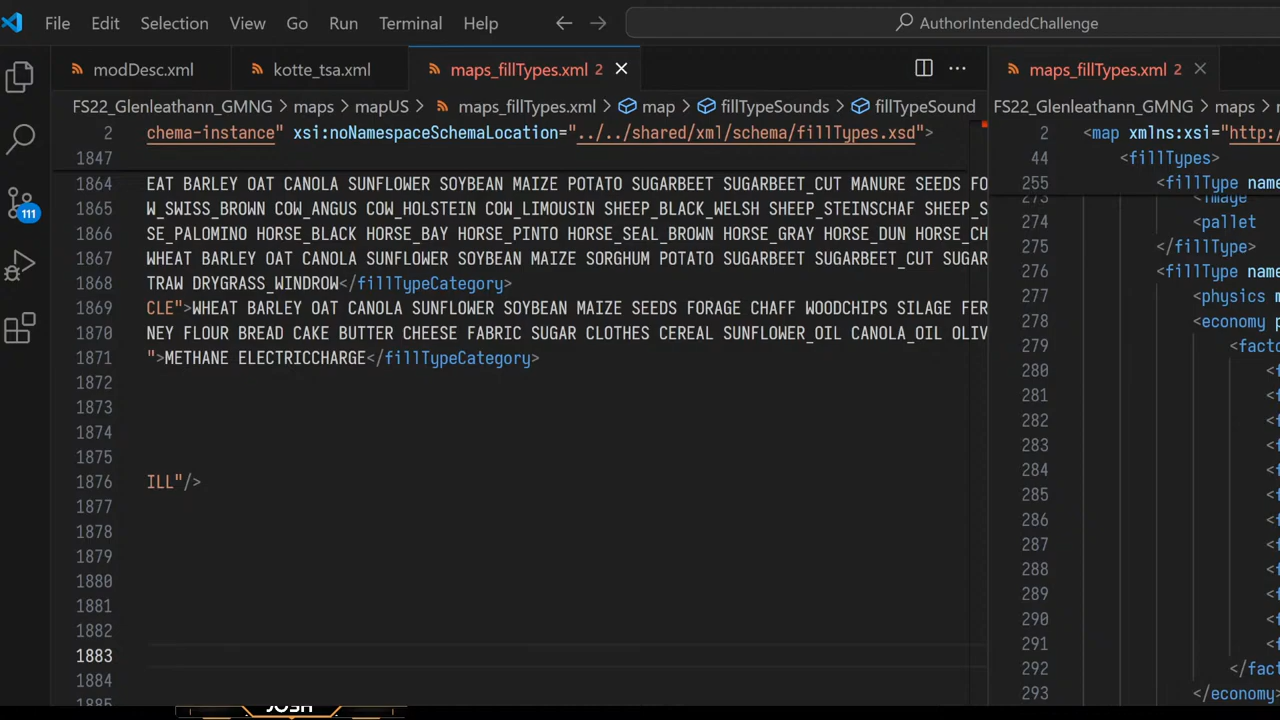 File Edit Selection View Go Run Terminal Help
AuthorIntendedChallenge
modDesc.xml
kotte_tsa.xml
maps_fillTypes.xml 2
maps_fillTypes.xml 2
FS22_Glenleathann_GMNG > maps > mapUS > maps_fillTypes.xml > map > fillTypeSounds > fillTypeSound
2 chema-instance" xsi:noNamespaceSchemaLocation="../../shared/xml/schema/fillTypes.xsd">
1847
1864 EAT BARLEY OAT CANOLA SUNFLOWER SOYBEAN MAIZE POTATO SUGARBEET SUGARBEET_CUT MANURE SEEDS FO
1865 W_SWISS_BROWN COW_ANGUS COW_HOLSTEIN COW_LIMOUSIN SHEEP_BLACK_WELSH SHEEP_STEINSCHAF SHEEP_S
1866 SE_PALOMINO HORSE_BLACK HORSE_BAY HORSE_PINTO HORSE_SEAL_BROWN HORSE_GRAY HORSE_DUN HORSE_CH
1867 WHEAT BARLEY OAT CANOLA SUNFLOWER SOYBEAN MAIZE SORGHUM POTATO SUGARBEET SUGARBEET_CUT SUGAR
1868 TRAW DRYGRASS_WINDROW</fillTypeCategory>
1869 CLE">WHEAT BARLEY OAT CANOLA SUNFLOWER SOYBEAN MAIZE SEEDS FORAGE CHAFF WOODCHIPS SILAGE FER
1870 NEY FLOUR BREAD CAKE BUTTER CHEESE FABRIC SUGAR CLOTHES CEREAL SUNFLOWER_OIL CANOLA_OIL OLIV
1871 ">METHANE ELECTRICCHARGE</fillTypeCategory>
1872
1873
1874
1875
1876 ILL"/>
1877
1878
1879
1880
1881
1882
1883
1884
1885
111
FS22_Glenleathann_GMNG > maps >
2 <map xmlns:xsi="http:/
44 <fillTypes>
255 <fillType name
273 <image
274 <pallet
275 </fillType>
276 <fillType name
277 <physics m
278 <economy p
279 <facto
280 <f
281 <f
282 <f
283 <f
284 <f
285 <f
286 <f
287 <f
288 <f
289 <f
290 <f
291 <f
292 </fact
293 </economy>
JOSH